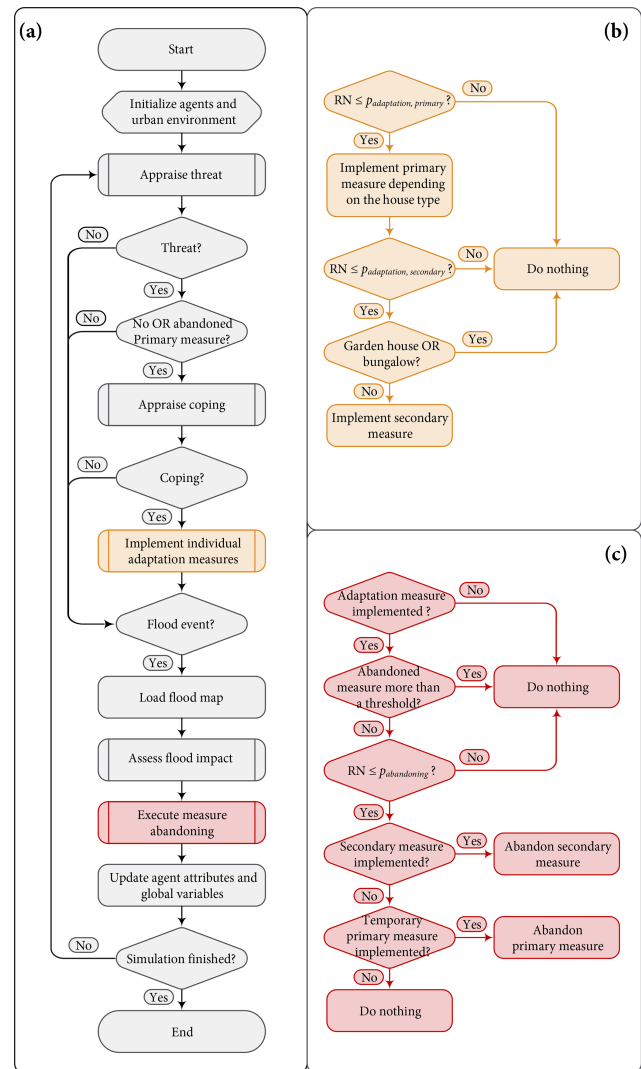 (a)
Start
Initialize agents and
urban environment
Appraise threat
No
Threat?
Yes
No
No OR abandoned
Primary measure?
Yes
Appraise coping
No
Coping?
Yes
Implement individual
adaptation measures
Flood event?
Yes
Load flood map
Assess flood impact
Execute measure
abandoning
Update agent attributes and
global variables
No
Simulation finished?
Yes
End
(b)
RN ≤ p adaptation, primary ?
No
Yes
Implement primary
measure depending
on the house type
RN ≤ p adaptation, secondary ?
No
Do nothing
Yes
Garden house OR
bungalow?
Yes
No
Implement secondary
measure
(c)
Adaptation measure
implemented ?
No
Yes
Abandoned
measure more than
a threshold?
Yes
Do nothing
No
RN ≤ p abandoning ?
No
Yes
Secondary measure
implemented?
Yes
Abandon secondary
measure
No
Temporary
primary measure
implemented?
Yes
Abandon
primary measure
No
Do nothing